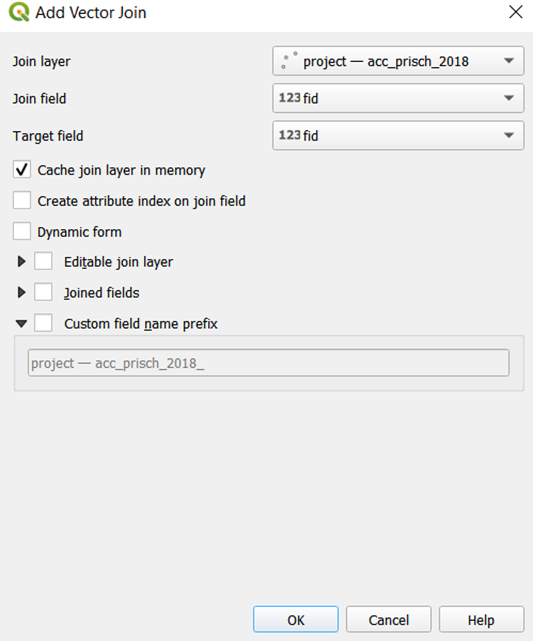 Add Vector Join
Join layer project — acc_prisch_2018
Join field 123 fid
Target field 123 fid
Cache join layer in memory
Create attribute index on join field
Dynamic form
Editable join layer
Joined fields
Custom field name prefix
project — acc_prisch_2018_
OK Cancel Help